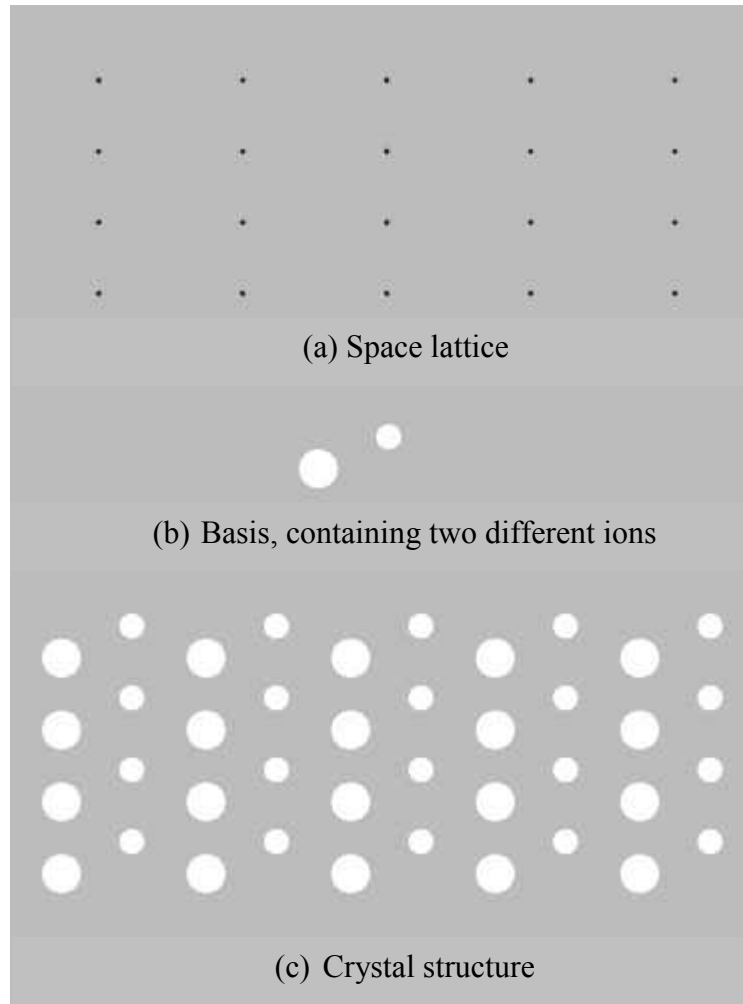 (a) Space lattice
(b) Basis, containing two different ions
(c) Crystal structure